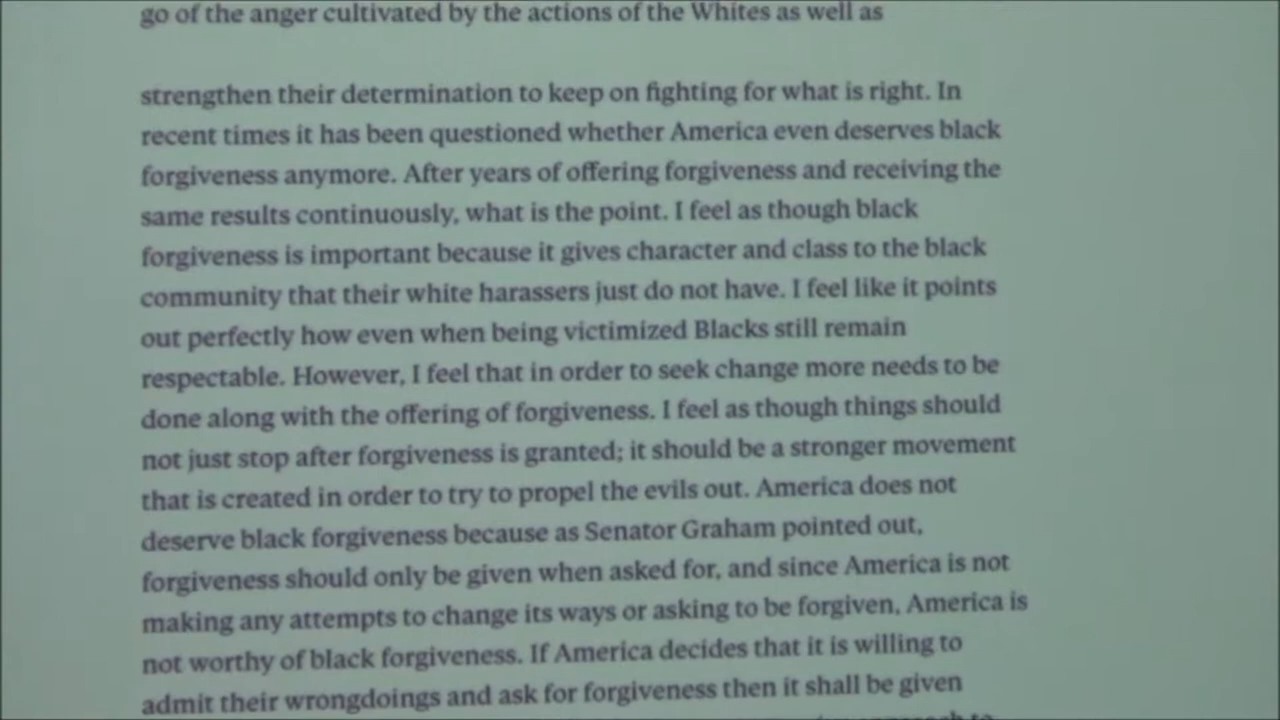 go of the anger cultivated by the actions of the Whites as well as
strengthen their determination to keep on fighting for what is right. In
recent times it has been questioned whether America even deserves black
forgiveness anymore. After years of offering forgiveness and receiving the
same results continuously, what is the point. I feel as though black
forgiveness is important because it gives character and class to the black
community that their white harassers just do not have. I feel like it points
out perfectly how even when being victimized Blacks still remain
respectable. However, I feel that in order to seek change more needs to be
done along with the offering of forgiveness. I feel as though things should
not just stop after forgiveness is granted; it should be a stronger movement
that is created in order to try to propel the evils out. America does not
deserve black forgiveness because as Senator Graham pointed out,
forgiveness should only be given when asked for, and since America is not
making any attempts to change its ways or asking to be forgiven, America is
not worthy of black forgiveness. If America decides that it is willing to
admit their wrongdoings and ask for forgiveness then it shall be given
approach to